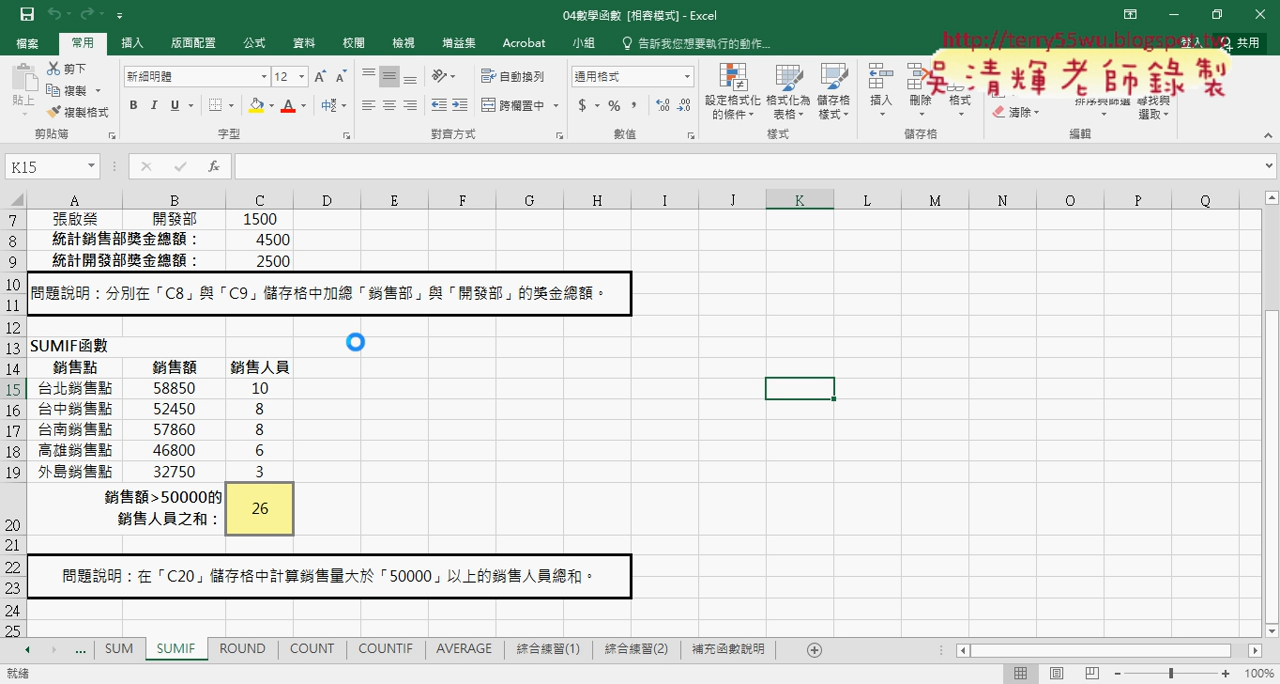 04數學函數 [相容模式] - Excel
檔案 常用 插入 版面配置 公式 資料 校閱 檢視 增益集 Acrobat 小組 告訴我您想要執行的動作... 登入 共用
http://terry55wu.blogspot.tw
吳清輝老師錄製
貼上 剪下 複製 複製格式 剪貼簿
新細明體 12 B I U 字型
自動換列 跨欄置中 對齊方式
通用格式 $ % , 數值
設定格式化的條件 格式化為表格 儲存格樣式 樣式
插入 刪除 格式 儲存格
清除 排序與篩選 尋找與選取 編輯
K15 fx
A B C D E F G H I J K L M N O P Q
7 張啟榮 開發部 1500
8 統計銷售部獎金總額： 4500
9 統計開發部獎金總額： 2500
10
問題說明：分別在「C8」與「C9」儲存格中加總「銷售部」與「開發部」的獎金總額。
11
12
13 SUMIF函數
14 銷售點 銷售額 銷售人員
15 台北銷售點 58850 10
16 台中銷售點 52450 8
17 台南銷售點 57860 8
18 高雄銷售點 46800 6
19 外島銷售點 32750 3
銷售額>50000的
26
銷售人員之和：
20
21
22
問題說明：在「C20」儲存格中計算銷售量大於「50000」以上的銷售人員總和。
23
24
25
... SUM SUMIF ROUND COUNT COUNTIF AVERAGE 綜合練習(1) 綜合練習(2) 補充函數說明
就緒 100%